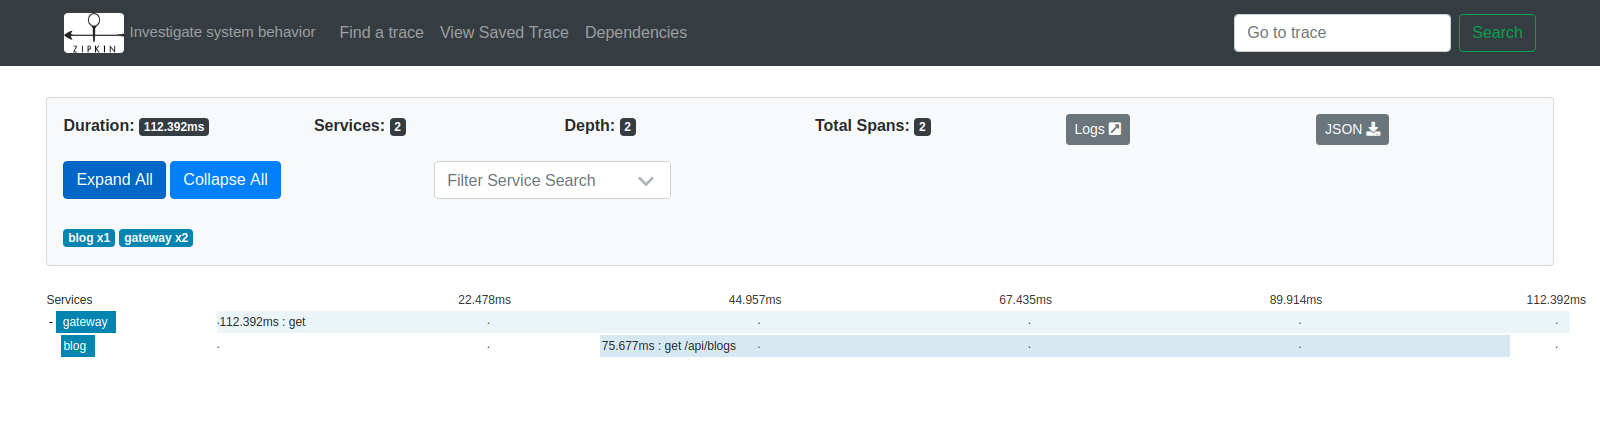 ZIPKIN Investigate system behavior Find a trace View Saved Trace Dependencies Go to trace Search
Duration: 112.392ms Services: 2 Depth: 2 Total Spans: 2 Logs JSON
Expand All Collapse All Filter Service Search
blog x1 gateway x2
Services 22.478ms 44.957ms 67.435ms 89.914ms 112.392ms
- gateway .112.392ms : get . . . . .
blog . . 75.677ms : get /api/blogs . . . .